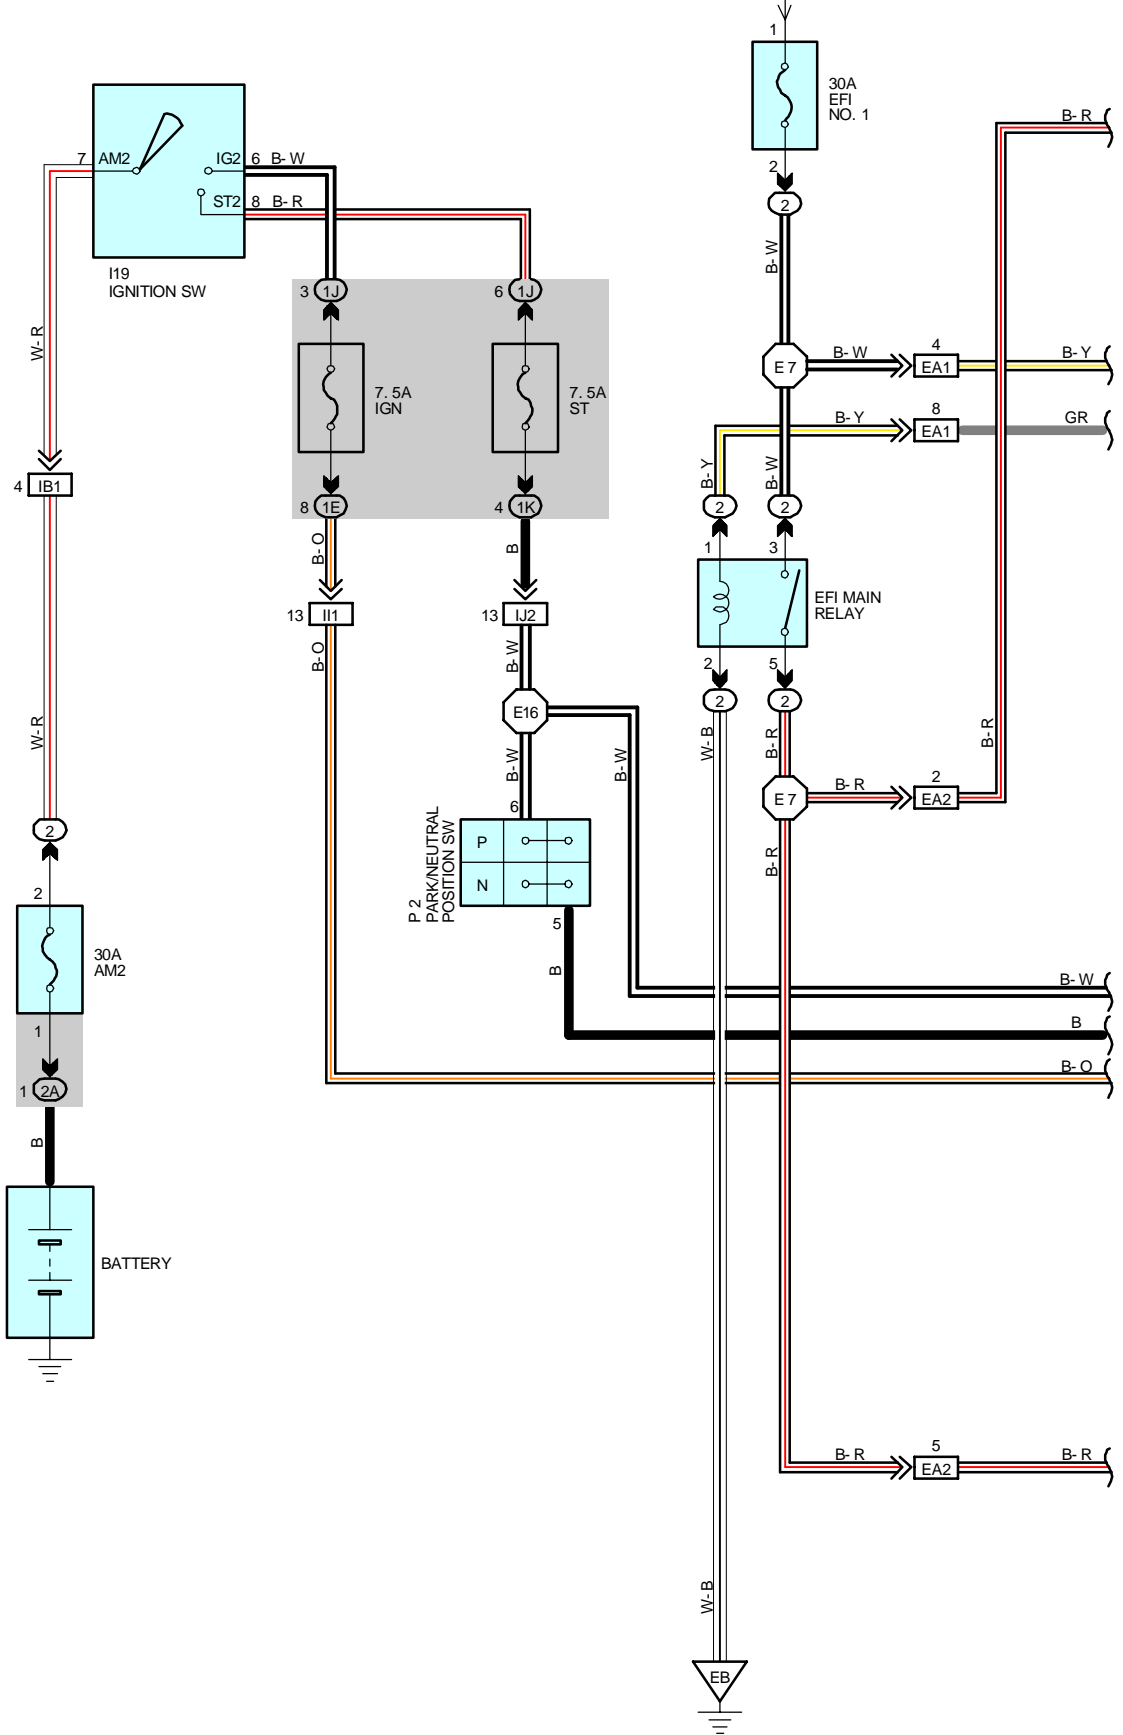 1
30A
EFI
NO. 1
2
2
B-R
7 AM2
IG2 6 B-W
ST2 8 B-R
I19
IGNITION SW
B-W
3 1J
6 1J
W-R
4
B-W
E 7
EA1
B-Y
7. 5A
IGN
7. 5A
ST
8
B-Y
EA1
GR
B-Y
B-W
4 IB1
8 1E
4 1K
2
2
B-O
B
1
3
EFI MAIN
RELAY
13 II1
13 IJ2
B-O
B-W
2
5
2
2
E16
W-R
B-W
B-W
W-B
B-R
B-R
2
B-R
E 7
EA2
6
P
N
P 2
PARK/NEUTRAL
POSITION SW
2
B-R
2
5
30A
AM2
B
B-W
1
B
1 2A
B-O
B
BATTERY
5
B-R
EA2
B-R
W-B
EB